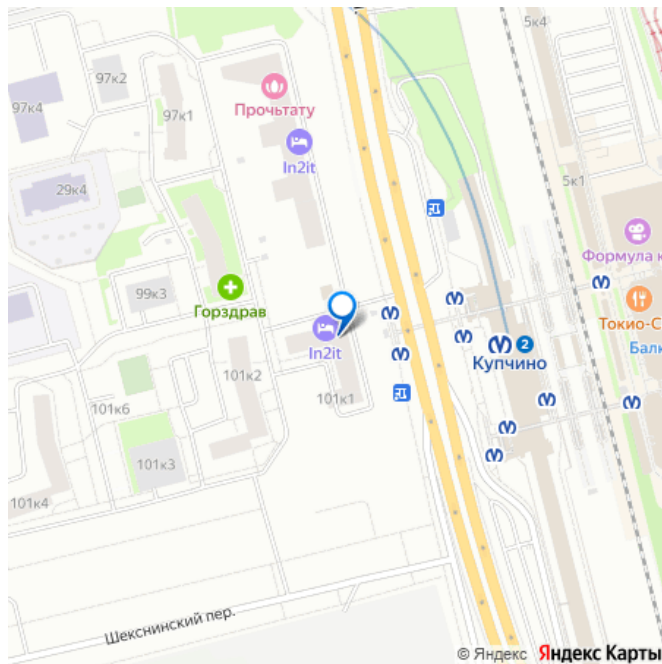 5к4
97к2
97к4
Прочьтату
97к1
In2it
5к1
29к4
Формула к
99к3
Горздрав
Токио-С
In2it
2
Балк
Купчино
101к2
101к1
101к6
101к3
101к4
Шекснинский пер.
© Яндекс Яндекс Карты